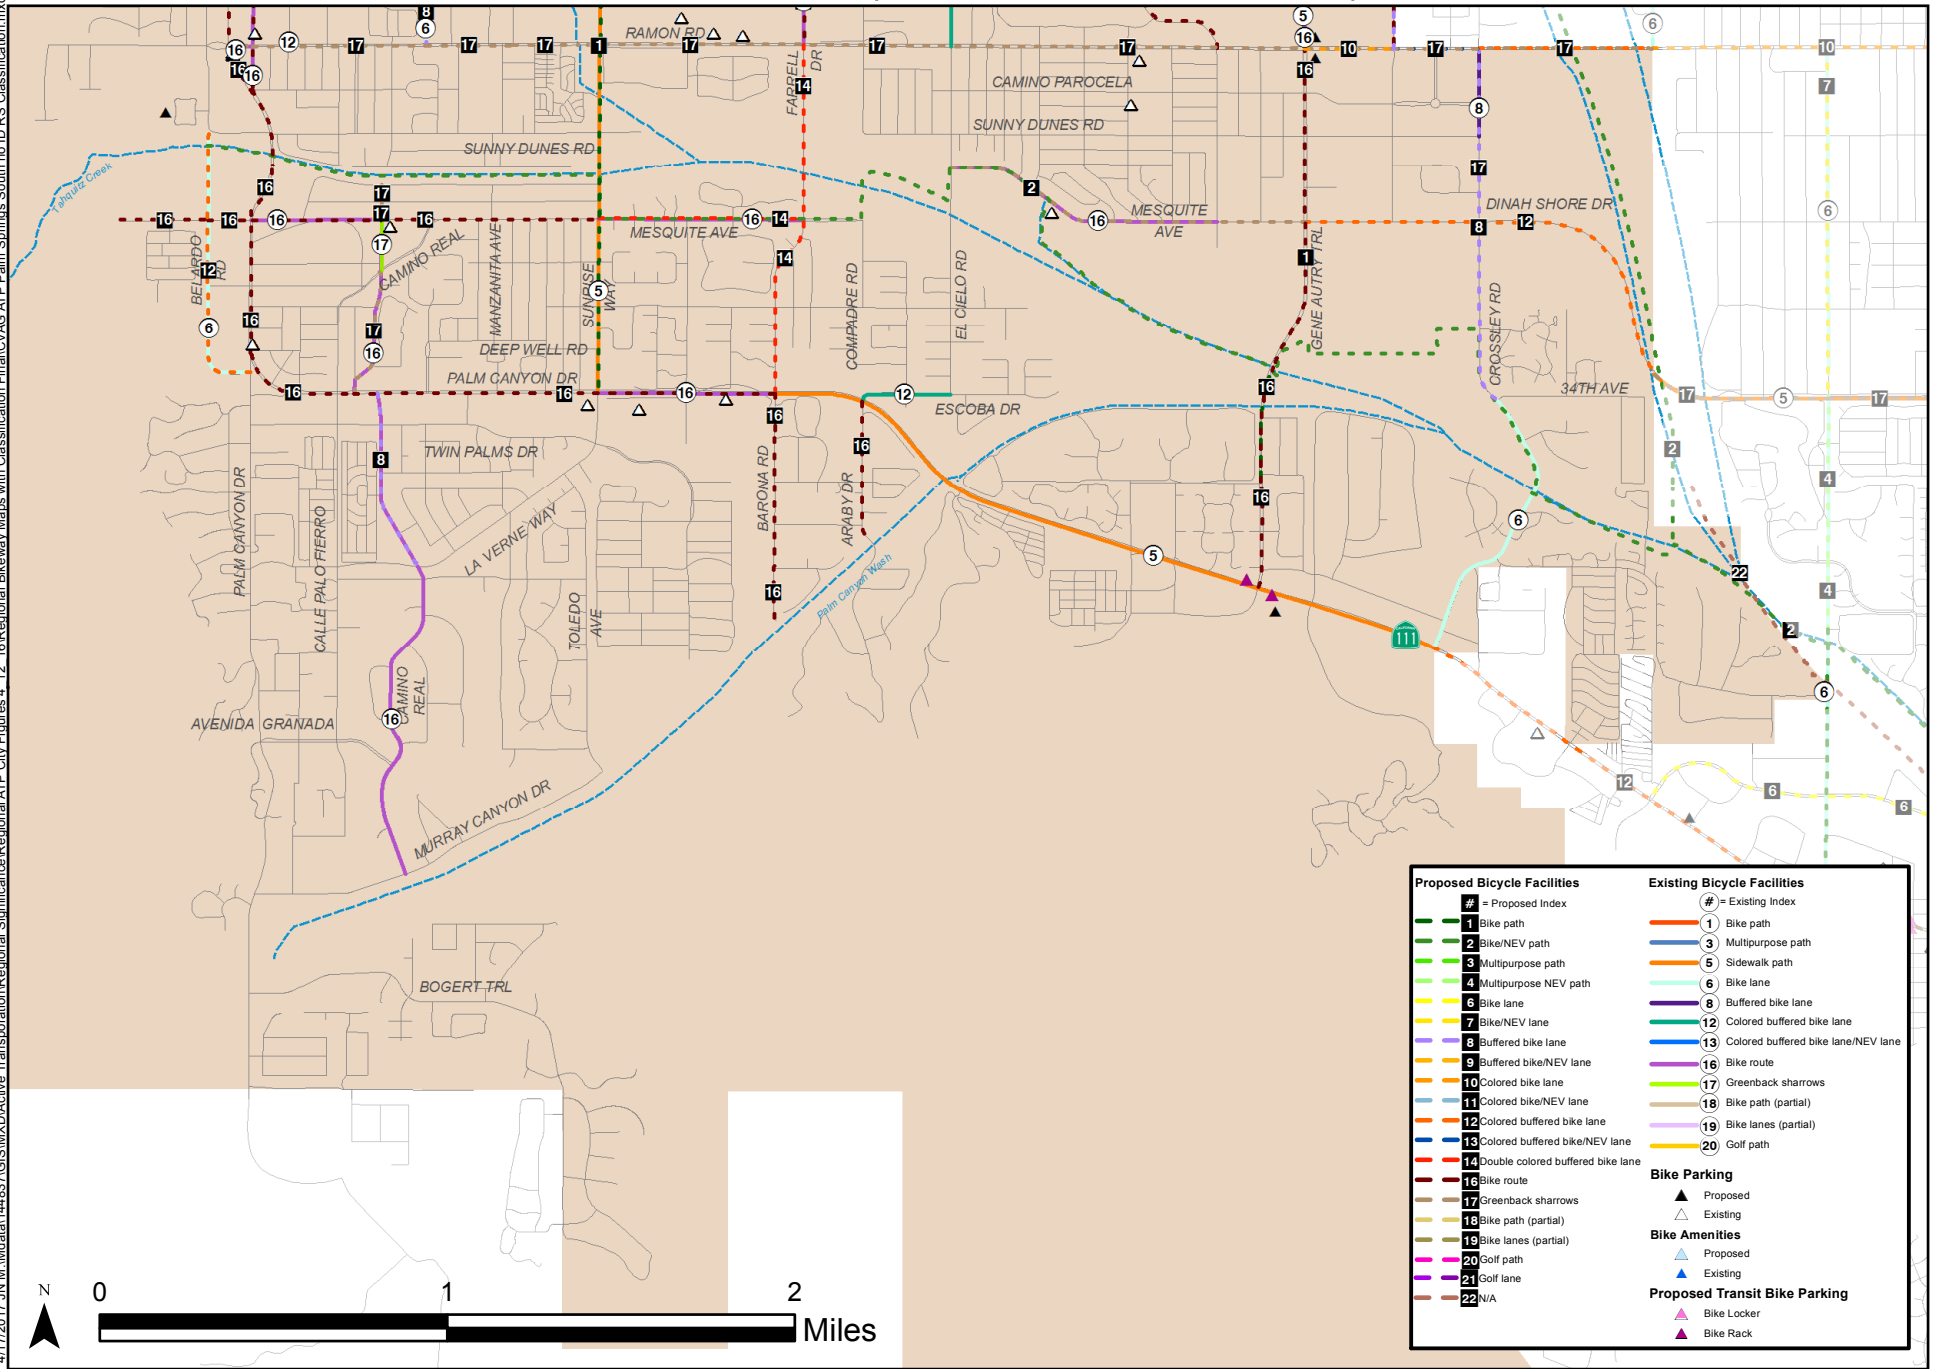 RAMON RD
FARRELL
DR
CAMINO PAROCELA
SUNNY DUNES RD
SUNNY DUNES RD
Tahquitz Creek
MESQUITE AVE
MESQUITE
AVE
DINAH SHORE DR
BELARDO
RD
CAMINO REAL
MANZANITA AVE
SUNRISE
WAY
COMPADRE RD
EL CIELO RD
GENE AUTRY TRL
CROSSLEY RD
DEEP WELL RD
PALM CANYON DR
34TH AVE
ESCOBA DR
TWIN PALMS DR
PALM CANYON DR
CALLE PALO FIERRO
LA VERNE WAY
BARONA RD
ARABY DR
Palm Canyon Wash
TOLEDO
AVE
CAMINO
REAL
AVENIDA GRANADA
MURRAY CANYON DR
BOGERT TRL
CALIFORNIA
111
Proposed Bicycle Facilities
# = Proposed Index
1 Bike path
2 Bike/NEV path
3 Multipurpose path
4 Multipurpose NEV path
6 Bike lane
7 Bike/NEV lane
8 Buffered bike lane
9 Buffered bike/NEV lane
10 Colored bike lane
11 Colored bike/NEV lane
12 Colored buffered bike lane
13 Colored buffered bike/NEV lane
14 Double colored buffered bike lane
16 Bike route
17 Greenback sharrows
18 Bike path (partial)
19 Bike lanes (partial)
20 Golf path
21 Golf lane
22 N/A
Existing Bicycle Facilities
# = Existing Index
1 Bike path
3 Multipurpose path
5 Sidewalk path
6 Bike lane
8 Buffered bike lane
12 Colored buffered bike lane
13 Colored buffered bike lane/NEV lane
16 Bike route
17 Greenback sharrows
18 Bike path (partial)
19 Bike lanes (partial)
20 Golf path
Bike Parking
Proposed
Existing
Bike Amenities
Proposed
Existing
Proposed Transit Bike Parking
Bike Locker
Bike Rack
N
0 1 2
Miles